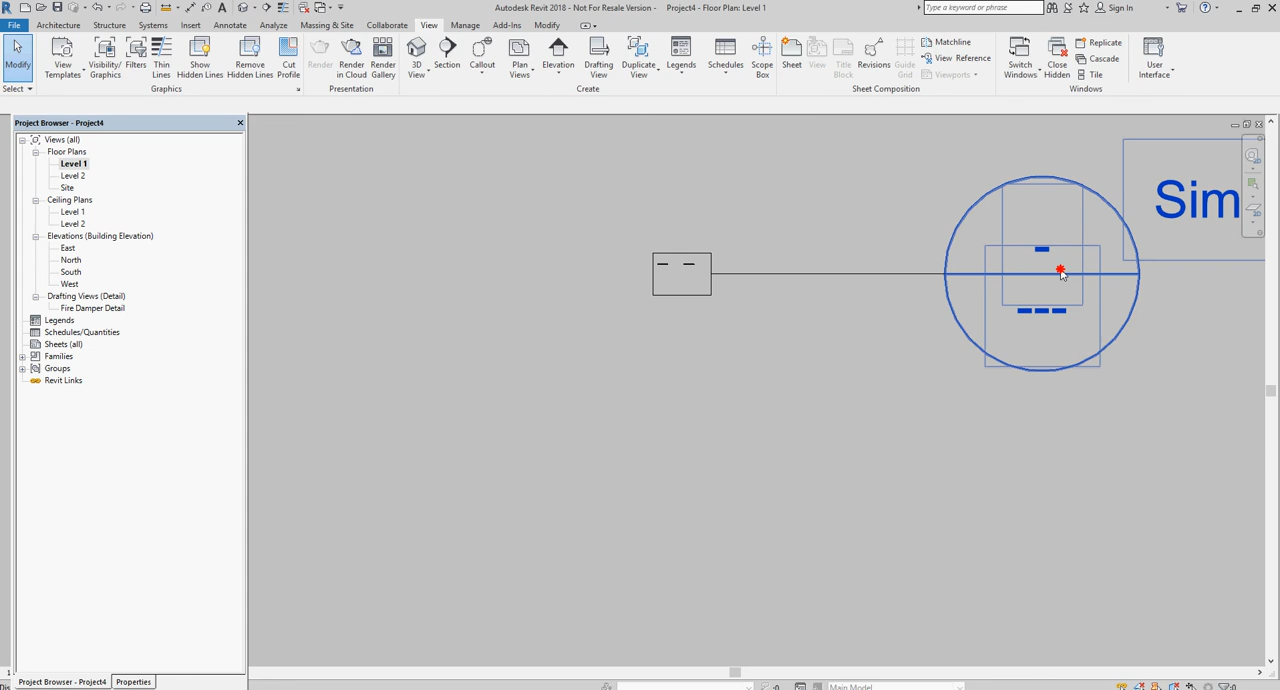 Autodesk Revit 2018 - Not For Resale Version - Project4 - Floor Plan: Level 1
Type a keyword or phrase
Sign In
File Architecture Structure Systems Insert Annotate Analyze Massing & Site Collaborate View Manage Add-Ins Modify
Modify View Templates Visibility/ Graphics Filters Thin Lines Show Hidden Lines Remove Hidden Lines Cut Profile Render Render in Cloud Render Gallery 3D View Section Callout Plan Views Elevation Drafting View Duplicate View Legends Schedules Scope Box Sheet View Title Block Revisions Guide Grid Matchline View Reference Viewports Switch Windows Close Hidden Replicate Cascade Tile User Interface
Select Graphics Presentation Create Sheet Composition Windows
Project Browser - Project4
Views (all)
Floor Plans
Level 1
Level 2
Site
Ceiling Plans
Level 1
Level 2
Elevations (Building Elevation)
East
North
South
West
Drafting Views (Detail)
Fire Damper Detail
Legends
Schedules/Quantities
Sheets (all)
Families
Groups
Revit Links
Sim
Project Browser - Project4 Properties
Main Model